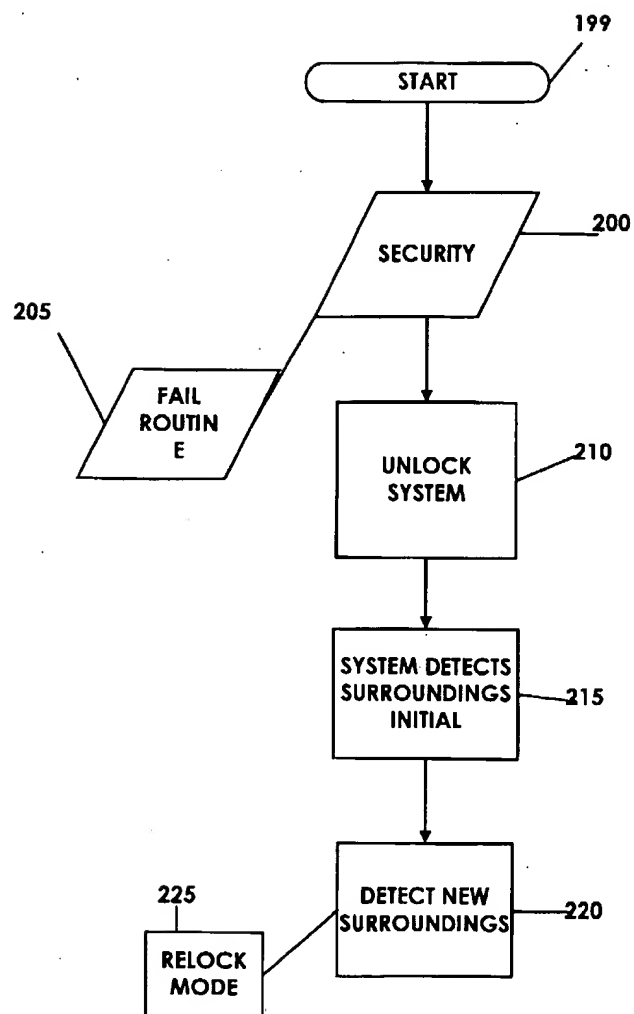 199
START
200
SECURITY
205
FAIL
ROUTIN
E
210
UNLOCK
SYSTEM
SYSTEM DETECTS
SURROUNDINGS
INITIAL
215
225
DETECT NEW
SURROUNDINGS
220
RELOCK
MODE